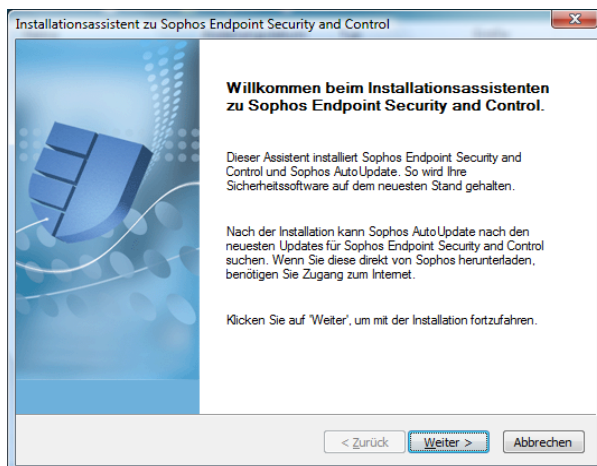 Installationsassistent zu Sophos Endpoint Security and Control
Willkommen beim Installationsassistenten
zu Sophos Endpoint Security and Control.
Dieser Assistent installiert Sophos Endpoint Security and
Control und Sophos AutoUpdate. So wird Ihre
Sicherheitssoftware auf dem neuesten Stand gehalten.
Nach der Installation kann Sophos AutoUpdate nach den
neuesten Updates für Sophos Endpoint Security and Control
suchen. Wenn Sie diese direkt von Sophos herunterladen,
benötigen Sie Zugang zum Internet.
Klicken Sie auf 'Weiter', um mit der Installation fortzufahren.
< Zurück Weiter > Abbrechen